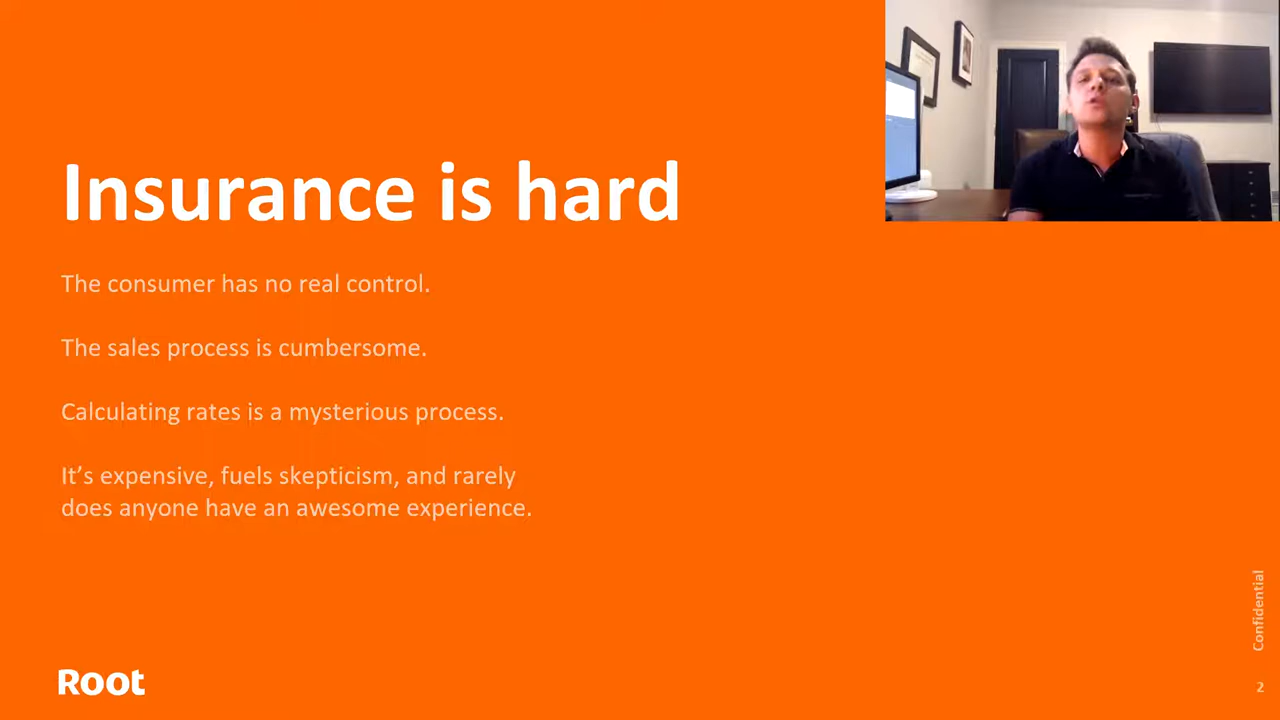 Insurance is hard
The consumer has no real control.
The sales process is cumbersome.
Calculating rates is a mysterious process.
It’s expensive, fuels skepticism, and rarely
does anyone have an awesome experience.
Confidential
Root
2